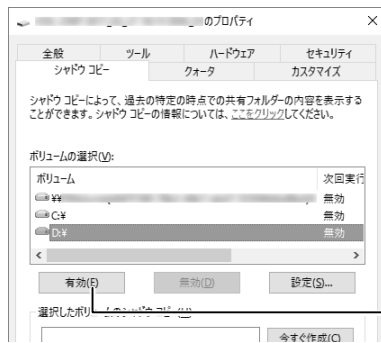 のプロパティ
全般 ツール ハードウェア セキュリティ
シャドウ コピー クォータ カスタマイズ
シャドウ コピーによって、過去の特定の時点での共有フォルダーの内容を表示する
ことができます。シャドウ コピーの情報については、ここをクリックしてください。
ボリュームの選択(V):
ボリューム 次回実行
¥¥ 無効
C:¥ 無効
D:¥ 無効
有効(E) 無効(D) 設定(S)...
選択したボリュームのシャドウ コピー(H)
今すぐ作成(C)